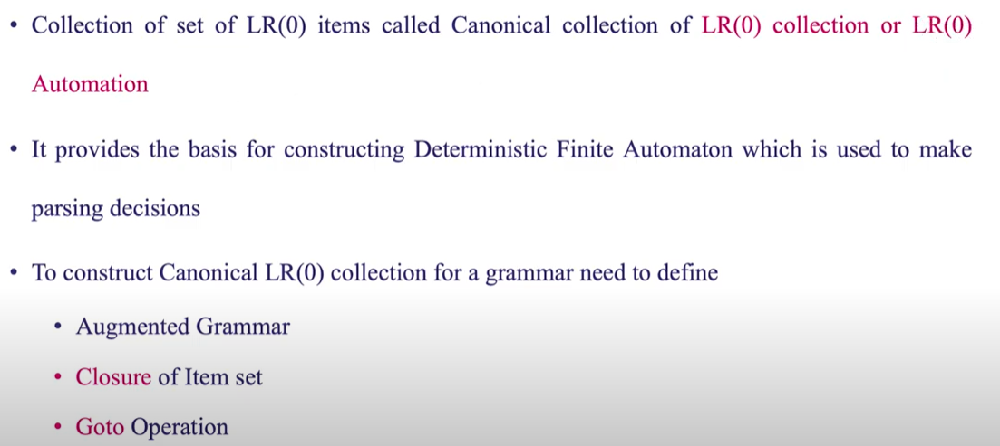 • Collection of set of LR(0) items called Canonical collection of LR(0) collection or LR(0)
Automation
• It provides the basis for constructing Deterministic Finite Automaton which is used to make
parsing decisions
• To construct Canonical LR(0) collection for a grammar need to define
• Augmented Grammar
• Closure of Item set
• Goto Operation